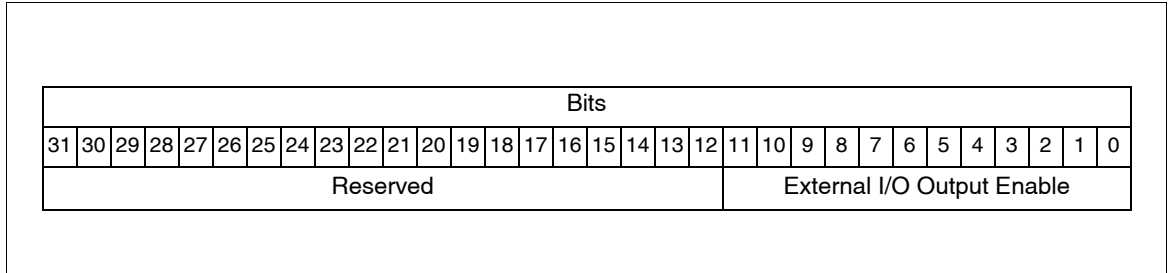 Bits
31 30 29 28 27 26 25 24 23 22 21 20 19 18 17 16 15 14 13 12 11 10 9 8 7 6 5 4 3 2 1 0
Reserved External I/O Output Enable